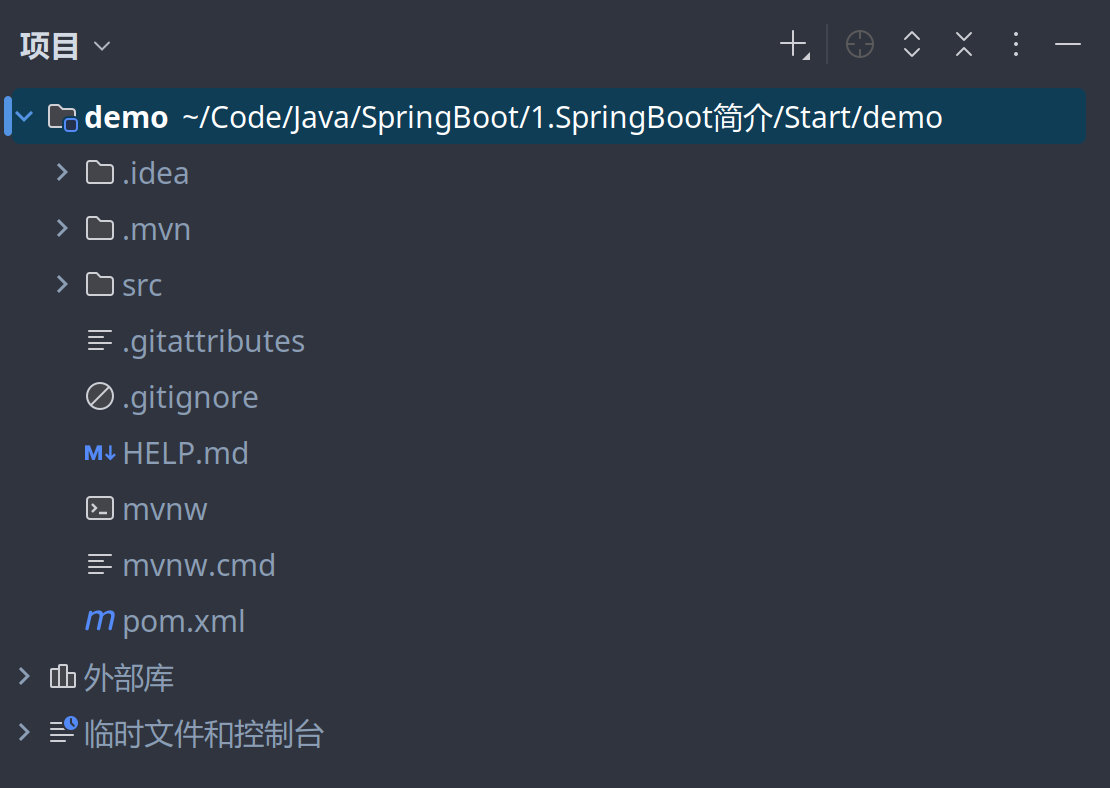 项目
demo ~/Code/Java/SpringBoot/1.SpringBoot简介/Start/demo
.idea
.mvn
src
.gitattributes
.gitignore
M↓ HELP.md
mvnw
mvnw.cmd
m pom.xml
外部库
临时文件和控制台